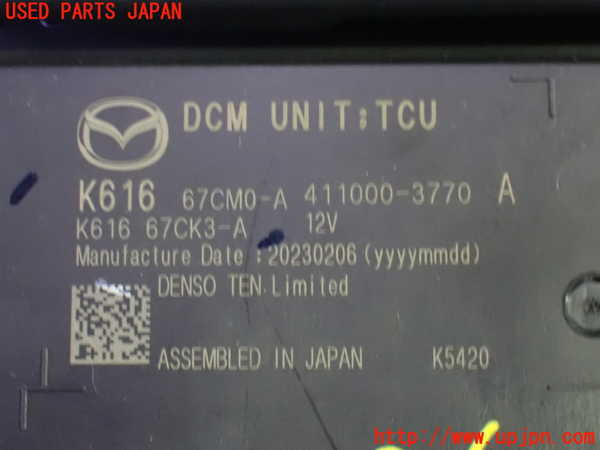 USED PARTS JAPAN
DCM UNIT;TCU
K616 67CM0-A 411000-3770 A
K616 67CK3-A 12V
Manufacture Date :20230206(yyyymmdd)
DENSO TEN Limited
ASSEMBLED IN JAPAN K5420
http://www.upjpn.com/